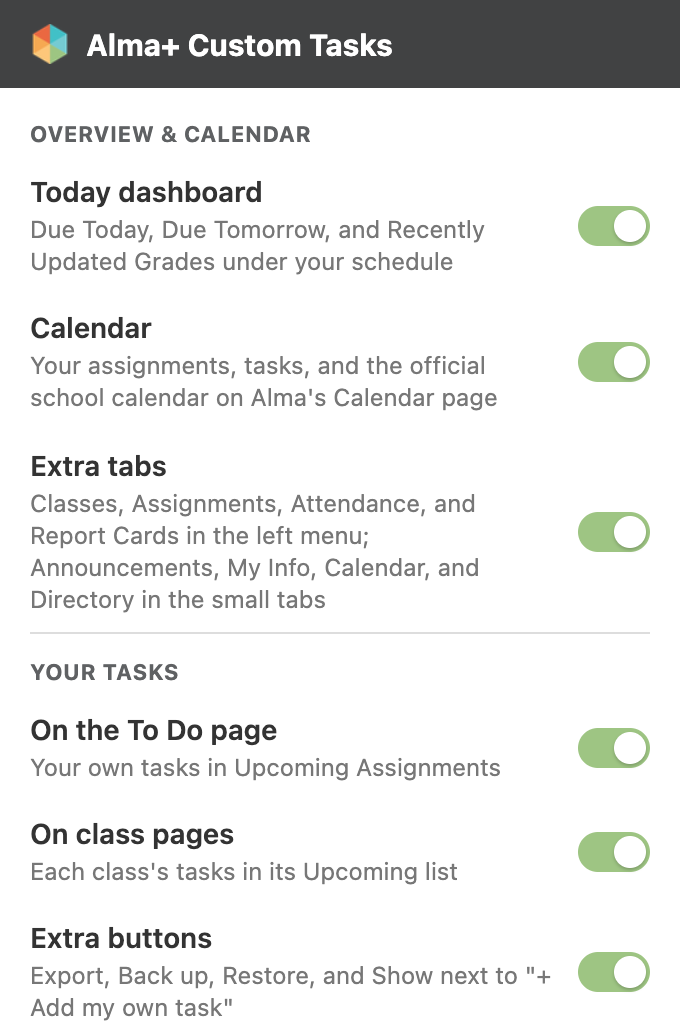 Alma+ Custom Tasks
OVERVIEW & CALENDAR
Today dashboard
Due Today, Due Tomorrow, and Recently
Updated Grades under your schedule
Calendar
Your assignments, tasks, and the official
school calendar on Alma's Calendar page
Extra tabs
Classes, Assignments, Attendance, and
Report Cards in the left menu;
Announcements, My Info, Calendar, and
Directory in the small tabs
YOUR TASKS
On the To Do page
Your own tasks in Upcoming Assignments
On class pages
Each class's tasks in its Upcoming list
Extra buttons
Export, Back up, Restore, and Show next to "+
Add my own task"